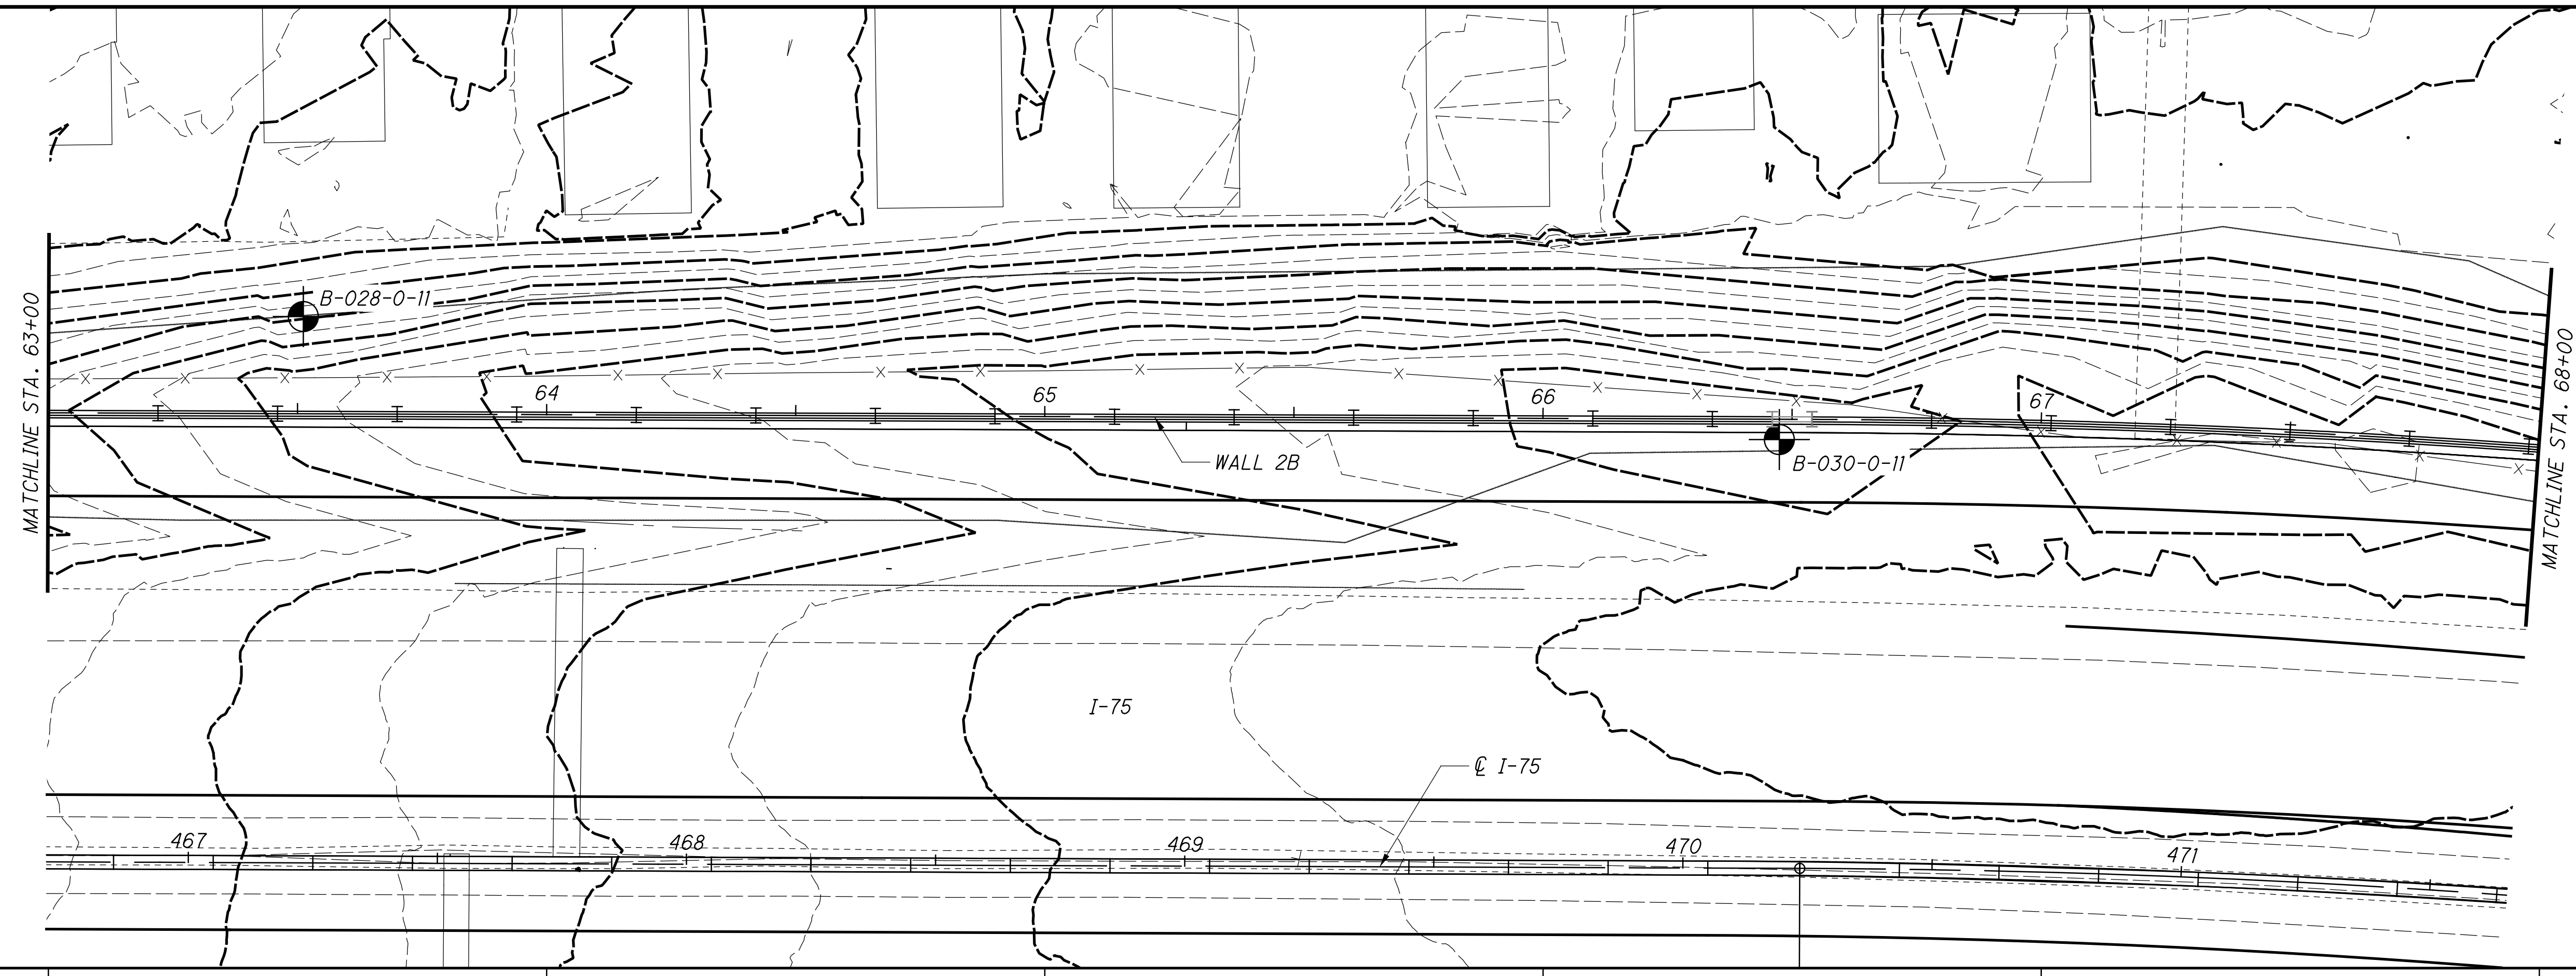 B-028-0-11
MATCHLINE STA. 63+00
MATCHLINE STA. 68+00
64
65
66
67
WALL 2B
B-030-0-11
I-75
℄ I-75
467
468
469
470
471